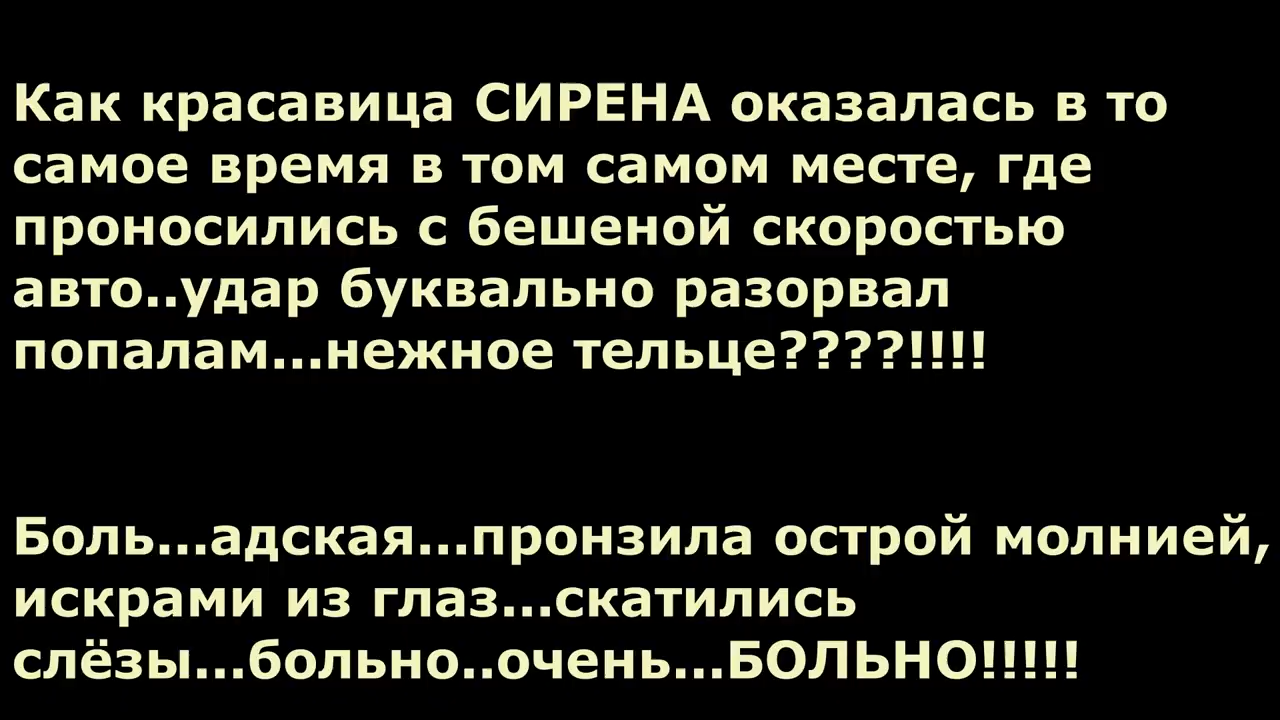 Как красавица СИРЕНА оказалась в то
самое время в том самом месте, где
проносились с бешеной скоростью
авто..удар буквально разорвал
попалам...нежное тельце????!!!!
Боль...адская...пронзила острой молнией,
искрами из глаз...скатились
слёзы...больно..очень...БОЛЬНО!!!!!